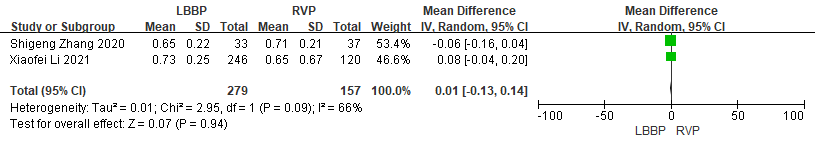 LBBP RVP Mean Difference Mean Difference
Study or Subgroup Mean SD Total Mean SD Total Weight IV, Random, 95% CI IV, Random, 95% CI
Shigeng Zhang 2020 0.65 0.22 33 0.71 0.21 37 53.4% -0.06 [-0.16, 0.04]
Xiaofei Li 2021 0.73 0.25 246 0.65 0.67 120 46.6% 0.08 [-0.04, 0.20]
Total (95% CI) 279 157 100.0% 0.01 [-0.13, 0.14]
Heterogeneity: Tau² = 0.01; Chi² = 2.95, df = 1 (P = 0.09); I² = 66%
Test for overall effect: Z = 0.07 (P = 0.94)
-100 -50 0 50 100
LBBP RVP